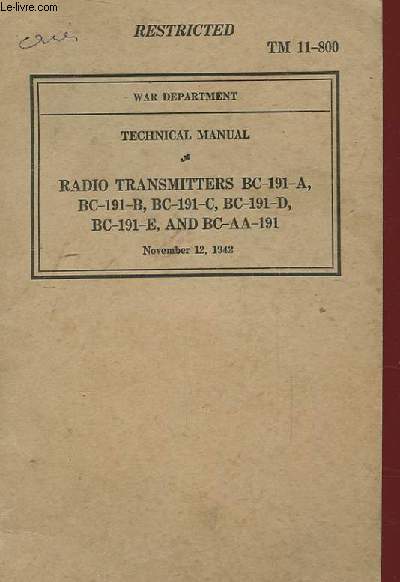 Le-Livre.com
RESTRICTED
TM 11-800
WAR DEPARTMENT
TECHNICAL MANUAL
RADIO TRANSMITTERS BC-191-A,
BC-191-B, BC-191-C, BC-191-D,
BC-191-E, AND BC-AA-191
November 12, 1942